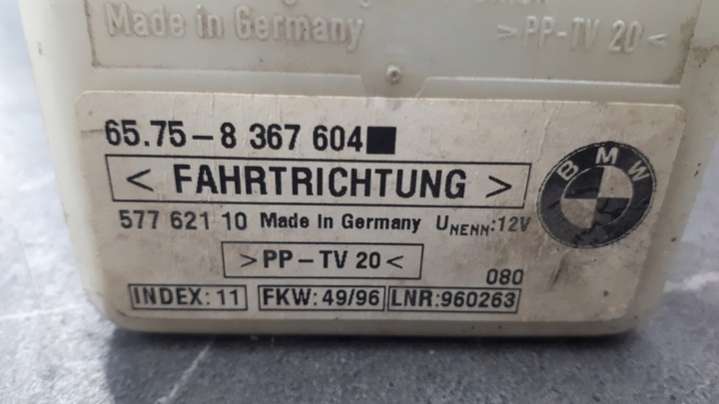 Made in Germany >PP-TV 20<
65.75-8 367 604■
< FAHRTRICHTUNG >
BMW
577 621 10 Made in Germany UNENN:12V
>PP-TV 20<
080
INDEX: 11 FKW: 49/96 LNR:960263